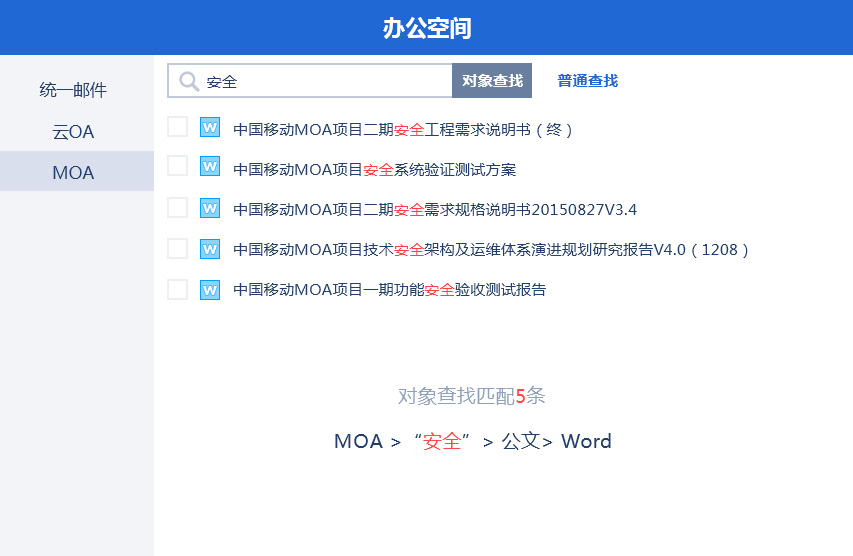 办公空间
统一邮件
云OA
MOA
安全 对象查找 普通查找
W 中国移动MOA项目二期安全工程需求说明书（终）
W 中国移动MOA项目安全系统验证测试方案
W 中国移动MOA项目二期安全需求规格说明书20150827V3.4
W 中国移动MOA项目技术安全架构及运维体系演进规划研究报告V4.0（1208）
W 中国移动MOA项目一期功能安全验收测试报告
对象查找匹配5条
MOA >“安全”> 公文> Word